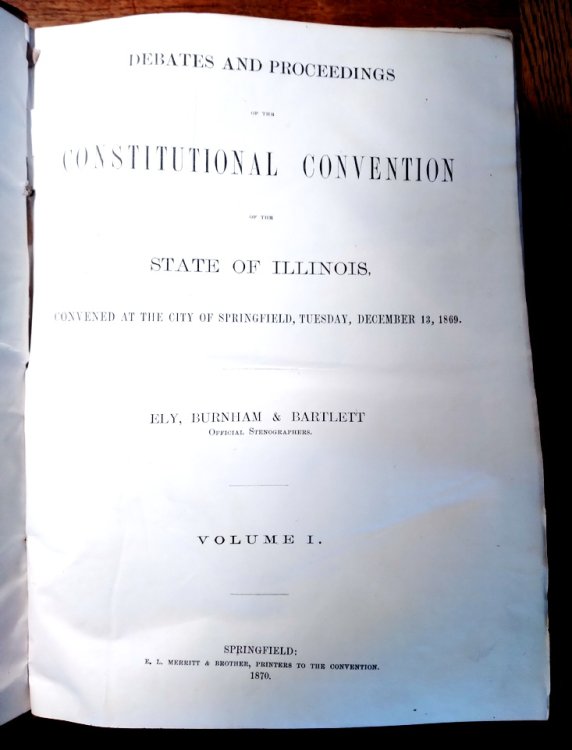 DEBATES AND PROCEEDINGS
OF THE
CONSTITUTIONAL CONVENTION
OF THE
STATE OF ILLINOIS,
CONVENED AT THE CITY OF SPRINGFIELD, TUESDAY, DECEMBER 13, 1869.
ELY, BURNHAM & BARTLETT
OFFICIAL STENOGRAPHERS.
VOLUME I.
SPRINGFIELD:
E. L. MERRITT & BROTHER, PRINTERS TO THE CONVENTION.
1870.